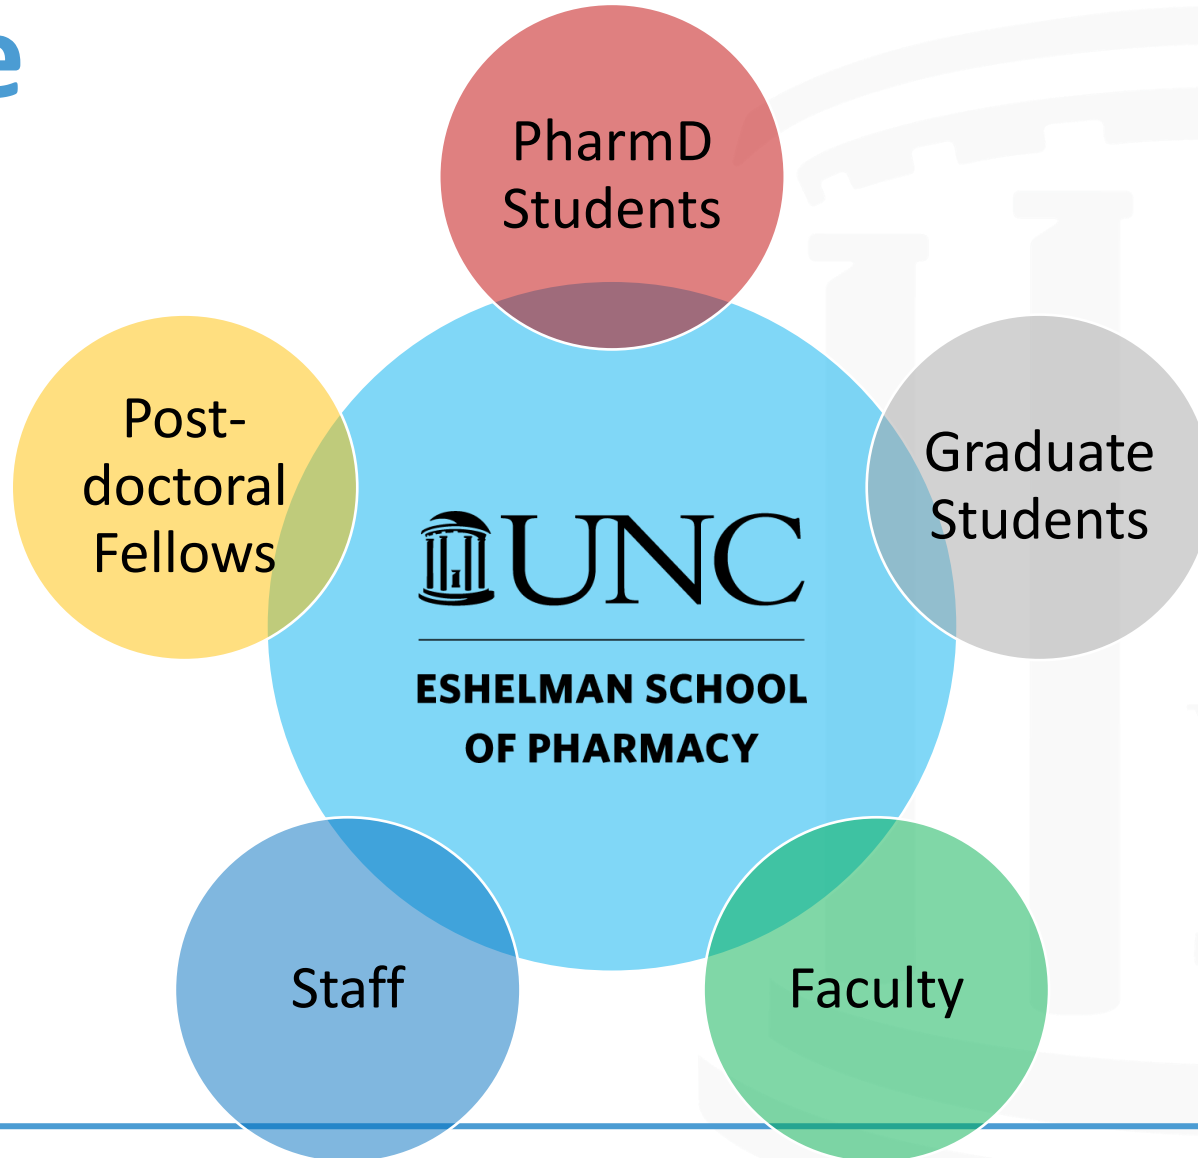 e
PharmD
Students
Post-
doctoral
Fellows
Graduate
Students
UNC
ESHELMAN SCHOOL
OF PHARMACY
Staff
Faculty